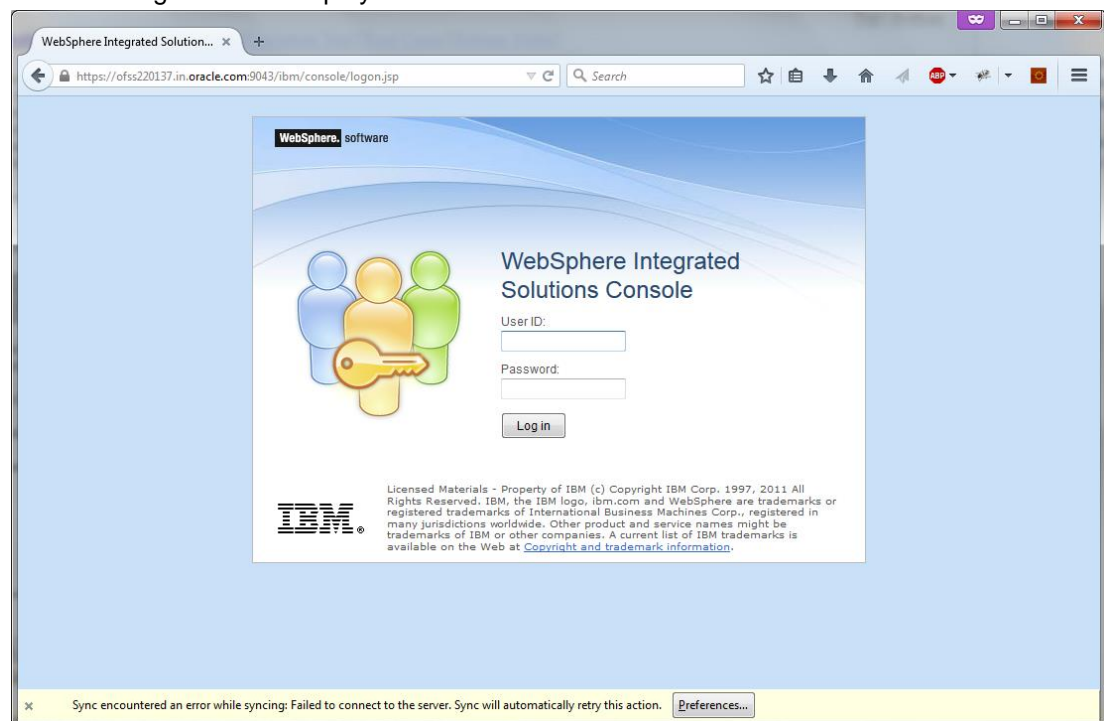 WebSphere Integrated Solution... × +
https://ofss220137.in.oracle.com:9043/ibm/console/logon.jsp
Search
ABP
WebSphere. software
WebSphere Integrated
Solutions Console
User ID:
Password:
Log in
Licensed Materials - Property of IBM (c) Copyright IBM Corp. 1997, 2011 All
Rights Reserved. IBM, the IBM logo, ibm.com and WebSphere are trademarks or
registered trademarks of International Business Machines Corp., registered in
many jurisdictions worldwide. Other product and service names might be
trademarks of IBM or other companies. A current list of IBM trademarks is
available on the Web at Copyright and trademark information.
IBM®
× Sync encountered an error while syncing: Failed to connect to the server. Sync will automatically retry this action. Preferences...